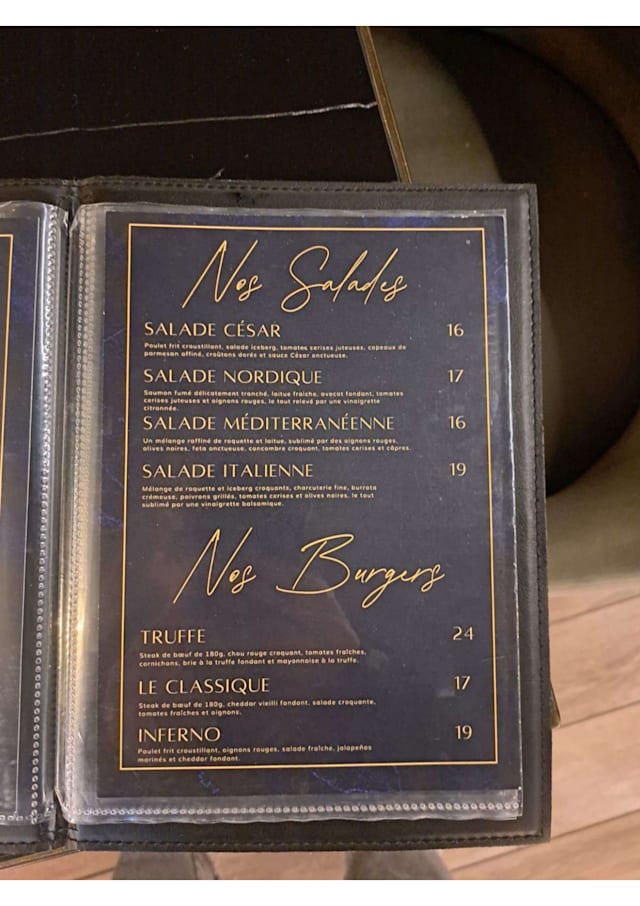 Nos Salades
SALADE CÉSAR 16
Poulet frit croustillant, salade iceberg, tomates cerises juteuses, copeaux de
parmesan affiné, croûtons dorés et sauce César onctueuse.
SALADE NORDIQUE 17
Saumon fumé délicatement tranché, laitue fraîche, avocat fondant, tomates
cerises juteuses et oignons rouges, le tout relevé par une vinaigrette
citronnée.
SALADE MÉDITERRANÉENNE 16
Un mélange raffiné de roquette et laitue, sublimé par des oignons rouges,
olives noires, feta onctueuse, concombre croquant, tomates cerises et câpres.
SALADE ITALIENNE 19
Mélange de roquette et iceberg croquants, charcuterie fine, burrata
crémeuse, poivrons grillés, tomates cerises et olives noires, le tout
sublimé par une vinaigrette balsamique.
Nos Burgers
TRUFFE 24
Steak de bœuf de 180g, chou rouge croquant, tomates fraîches,
cornichons, brie à la truffe fondant et mayonnaise à la truffe.
LE CLASSIQUE 17
Steak de bœuf de 180g, cheddar vieilli fondant, salade croquante,
tomates fraîches et oignons.
INFERNO 19
Poulet frit croustillant, oignons rouges, salade fraîche, jalapeños
marinés et cheddar fondant.